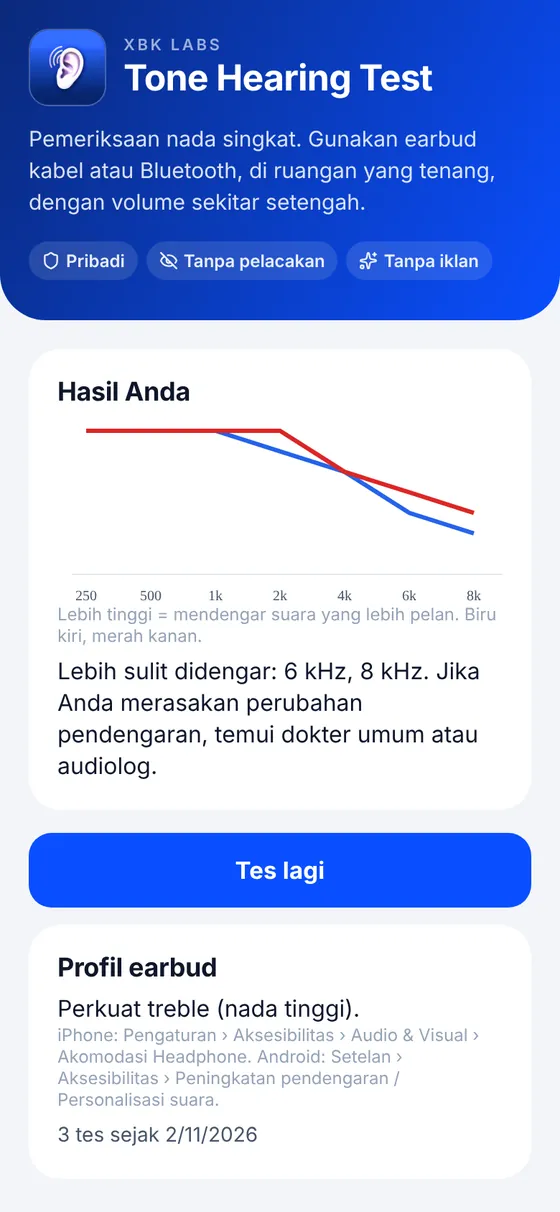 XBK LABS
Tone Hearing Test
Pemeriksaan nada singkat. Gunakan earbud
kabel atau Bluetooth, di ruangan yang tenang,
dengan volume sekitar setengah.
Pribadi
Tanpa pelacakan
Tanpa iklan
Hasil Anda
250 500 1k 2k 4k 6k 8k
Lebih tinggi = mendengar suara yang lebih pelan. Biru
kiri, merah kanan.
Lebih sulit didengar: 6 kHz, 8 kHz. Jika
Anda merasakan perubahan
pendengaran, temui dokter umum atau
audiolog.
Tes lagi
Profil earbud
Perkuat treble (nada tinggi).
iPhone: Pengaturan › Aksesibilitas › Audio & Visual ›
Akomodasi Headphone. Android: Setelan ›
Aksesibilitas › Peningkatan pendengaran /
Personalisasi suara.
3 tes sejak 2/11/2026